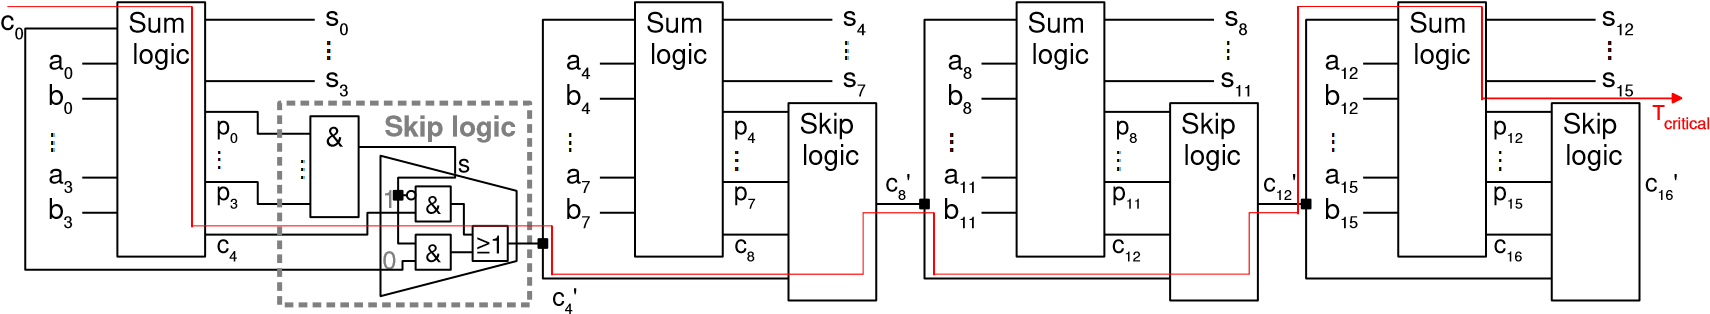 c0
a0
b0
a3
b3
Sum
logic
s0
s3
p0
p3
c4
Skip logic
&
s
1
&
0
&
≥1
c4'
a4
b4
a7
b7
Sum
logic
s4
s7
p4
p7
c8
Skip
logic
c8'
a8
b8
a11
b11
Sum
logic
s8
s11
p8
p11
c12
Skip
logic
c12'
a12
b12
a15
b15
Sum
logic
s12
s15
Tcritical
p12
p15
c16
Skip
logic
c16'